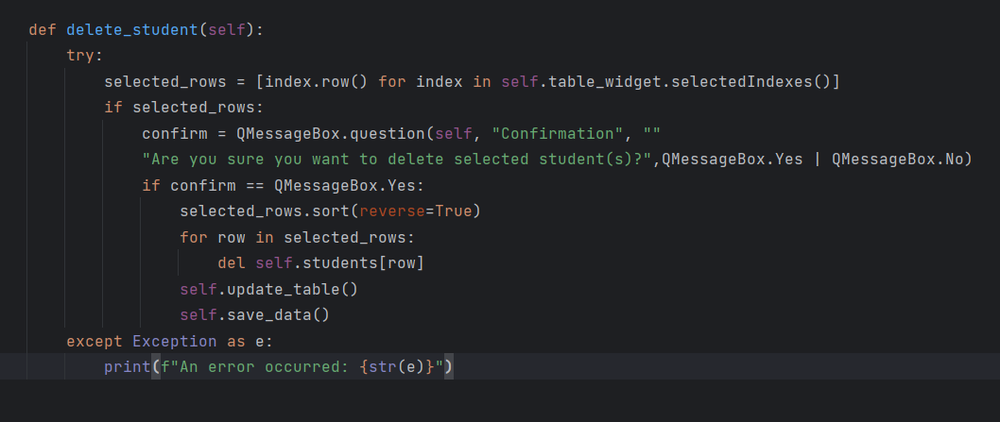 def delete_student(self):
    try:
        selected_rows = [index.row() for index in self.table_widget.selectedIndexes()]
        if selected_rows:
            confirm = QMessageBox.question(self, "Confirmation", ""
            "Are you sure you want to delete selected student(s)?",QMessageBox.Yes | QMessageBox.No)
            if confirm == QMessageBox.Yes:
                selected_rows.sort(reverse=True)
                for row in selected_rows:
                    del self.students[row]
                self.update_table()
                self.save_data()
    except Exception as e:
        print(f"An error occurred: {str(e)}")